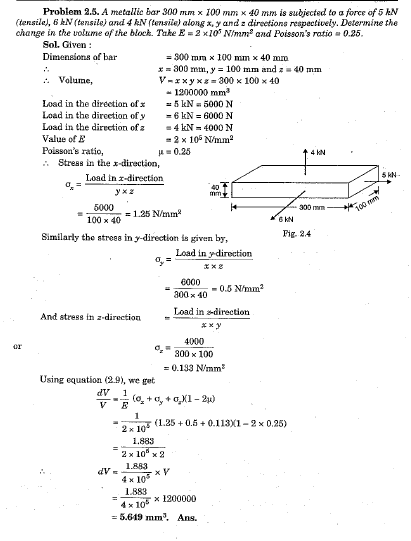 Problem 2.5. A metallic bar 300 mm × 100 mm × 40 mm is subjected to a force of 5 kN
(tensile), 6 kN (tensile) and 4 kN (tensile) along x, y and z directions respectively. Determine the
change in the volume of the block. Take E = 2 × 10⁵ N/mm² and Poisson's ratio = 0.25.
Sol. Given :
Dimensions of bar = 300 mm × 100 mm × 40 mm
∴ x = 300 mm, y = 100 mm and z = 40 mm
∴ Volume, V = x × y × z = 300 × 100 × 40
= 1200000 mm³
Load in the direction of x = 5 kN = 5000 N
Load in the direction of y = 6 kN = 6000 N
Load in the direction of z = 4 kN = 4000 N
Value of E = 2 × 10⁵ N/mm²
Poisson's ratio, μ = 0.25
∴ Stress in the x-direction,
σx = Load in x-direction / y × z
= 5000 / 100 × 40 = 1.25 N/mm²
4 kN
5 kN
40 mm
300 mm
100 mm
6 kN
Fig. 2.4
Similarly the stress in y-direction is given by,
σy = Load in y-direction / x × z
= 6000 / 300 × 40 = 0.5 N/mm²
And stress in z-direction = Load in z-direction / x × y
or σz = 4000 / 300 × 100
= 0.133 N/mm²
Using equation (2.9), we get
dV / V = 1 / E (σx + σy + σz)(1 – 2μ)
= 1 / 2 × 10⁵ (1.25 + 0.5 + 0.113)(1 – 2 × 0.25)
= 1.883 / 2 × 10⁵ × 2
∴ dV = 1.883 / 4 × 10⁵ × V
= 1.883 / 4 × 10⁵ × 1200000
= 5.649 mm³. Ans.